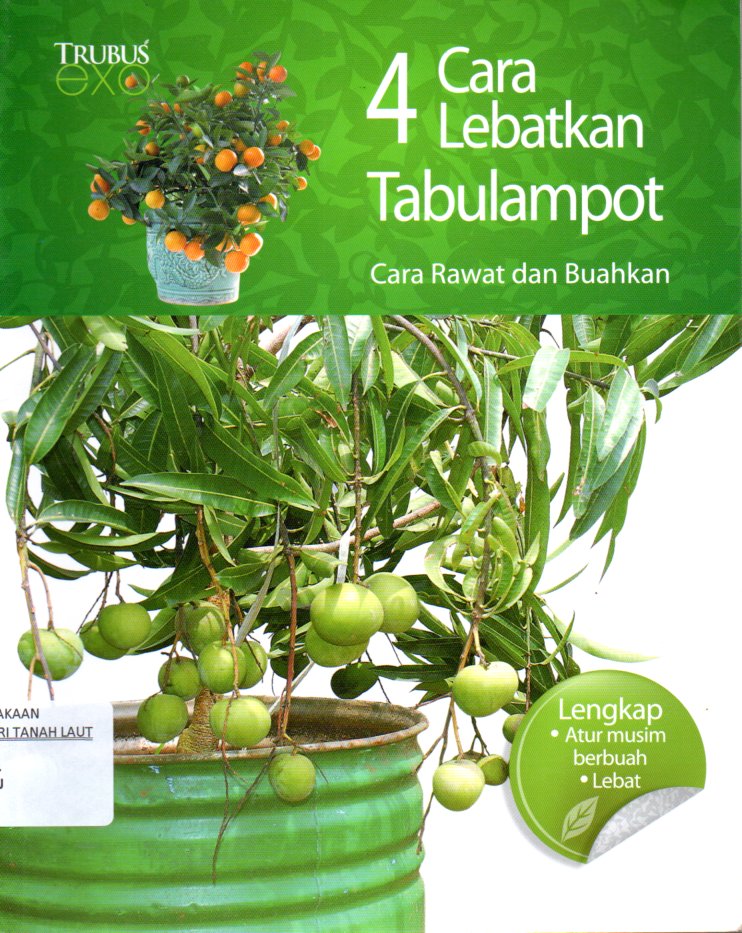 TRUBUS
exo
4 Cara
Lebatkan
Tabulampot
Cara Rawat dan Buahkan
AKAAN
RI TANAH LAUT
Lengkap
• Atur musim
berbuah
• Lebat